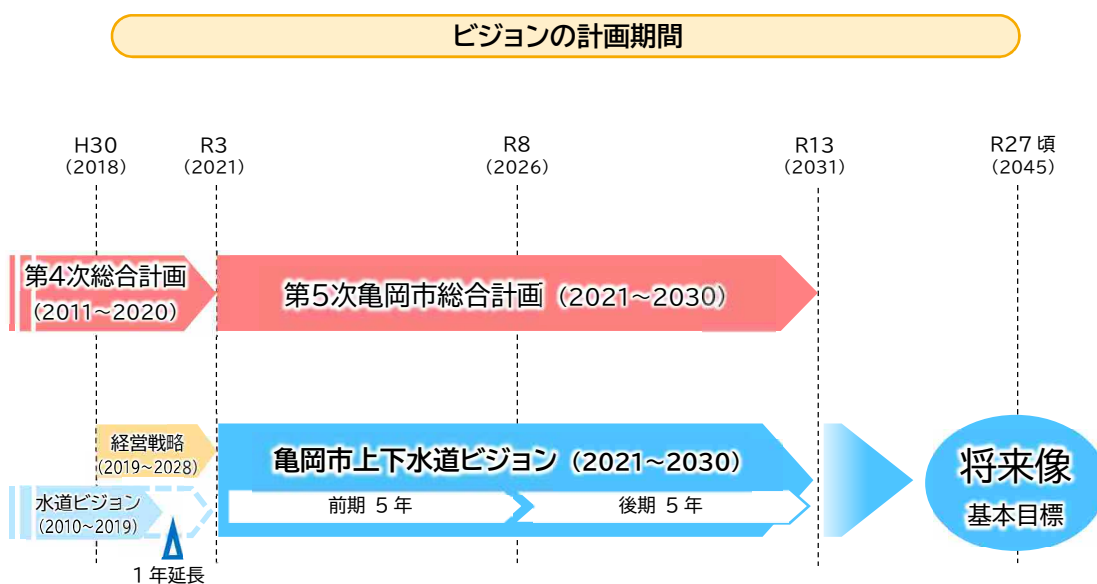 ビジョンの計画期間
H30
(2018)
R3
(2021)
R8
(2026)
R13
(2031)
R27頃
(2045)
第4次総合計画
(2011～2020)
第5次亀岡市総合計画 (2021～2030)
経営戦略
(2019～2028)
水道ビジョン
(2010～2019)
1年延長
亀岡市上下水道ビジョン (2021～2030)
前期 5年
後期 5年
将来像
基本目標